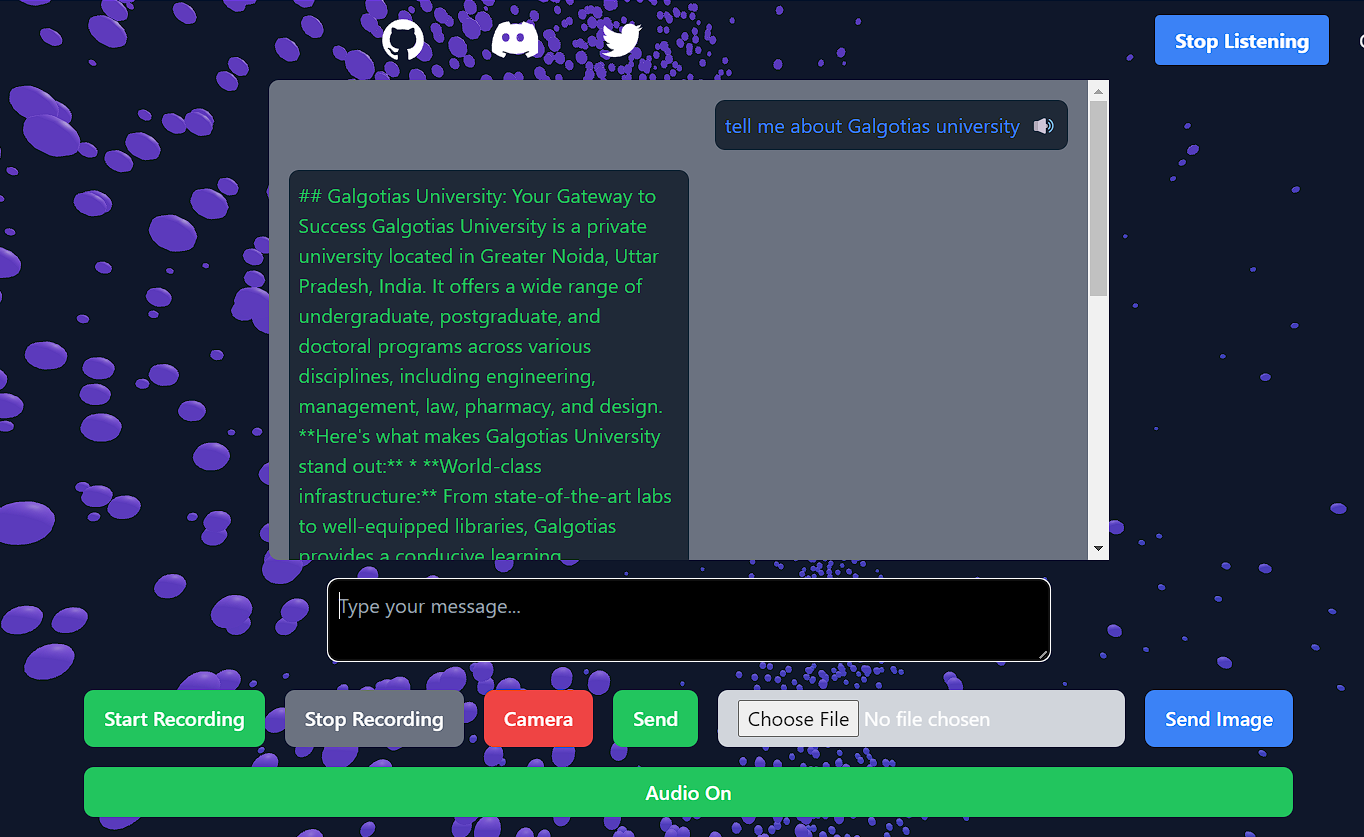 Stop Listening
tell me about Galgotias university
## Galgotias University: Your Gateway to
Success Galgotias University is a private
university located in Greater Noida, Uttar
Pradesh, India. It offers a wide range of
undergraduate, postgraduate, and
doctoral programs across various
disciplines, including engineering,
management, law, pharmacy, and design.
**Here's what makes Galgotias University
stand out:** * **World-class
infrastructure:** From state-of-the-art labs
to well-equipped libraries, Galgotias
provides a conducive learning
Type your message...
Start Recording
Stop Recording
Camera
Send
Choose File No file chosen
Send Image
Audio On